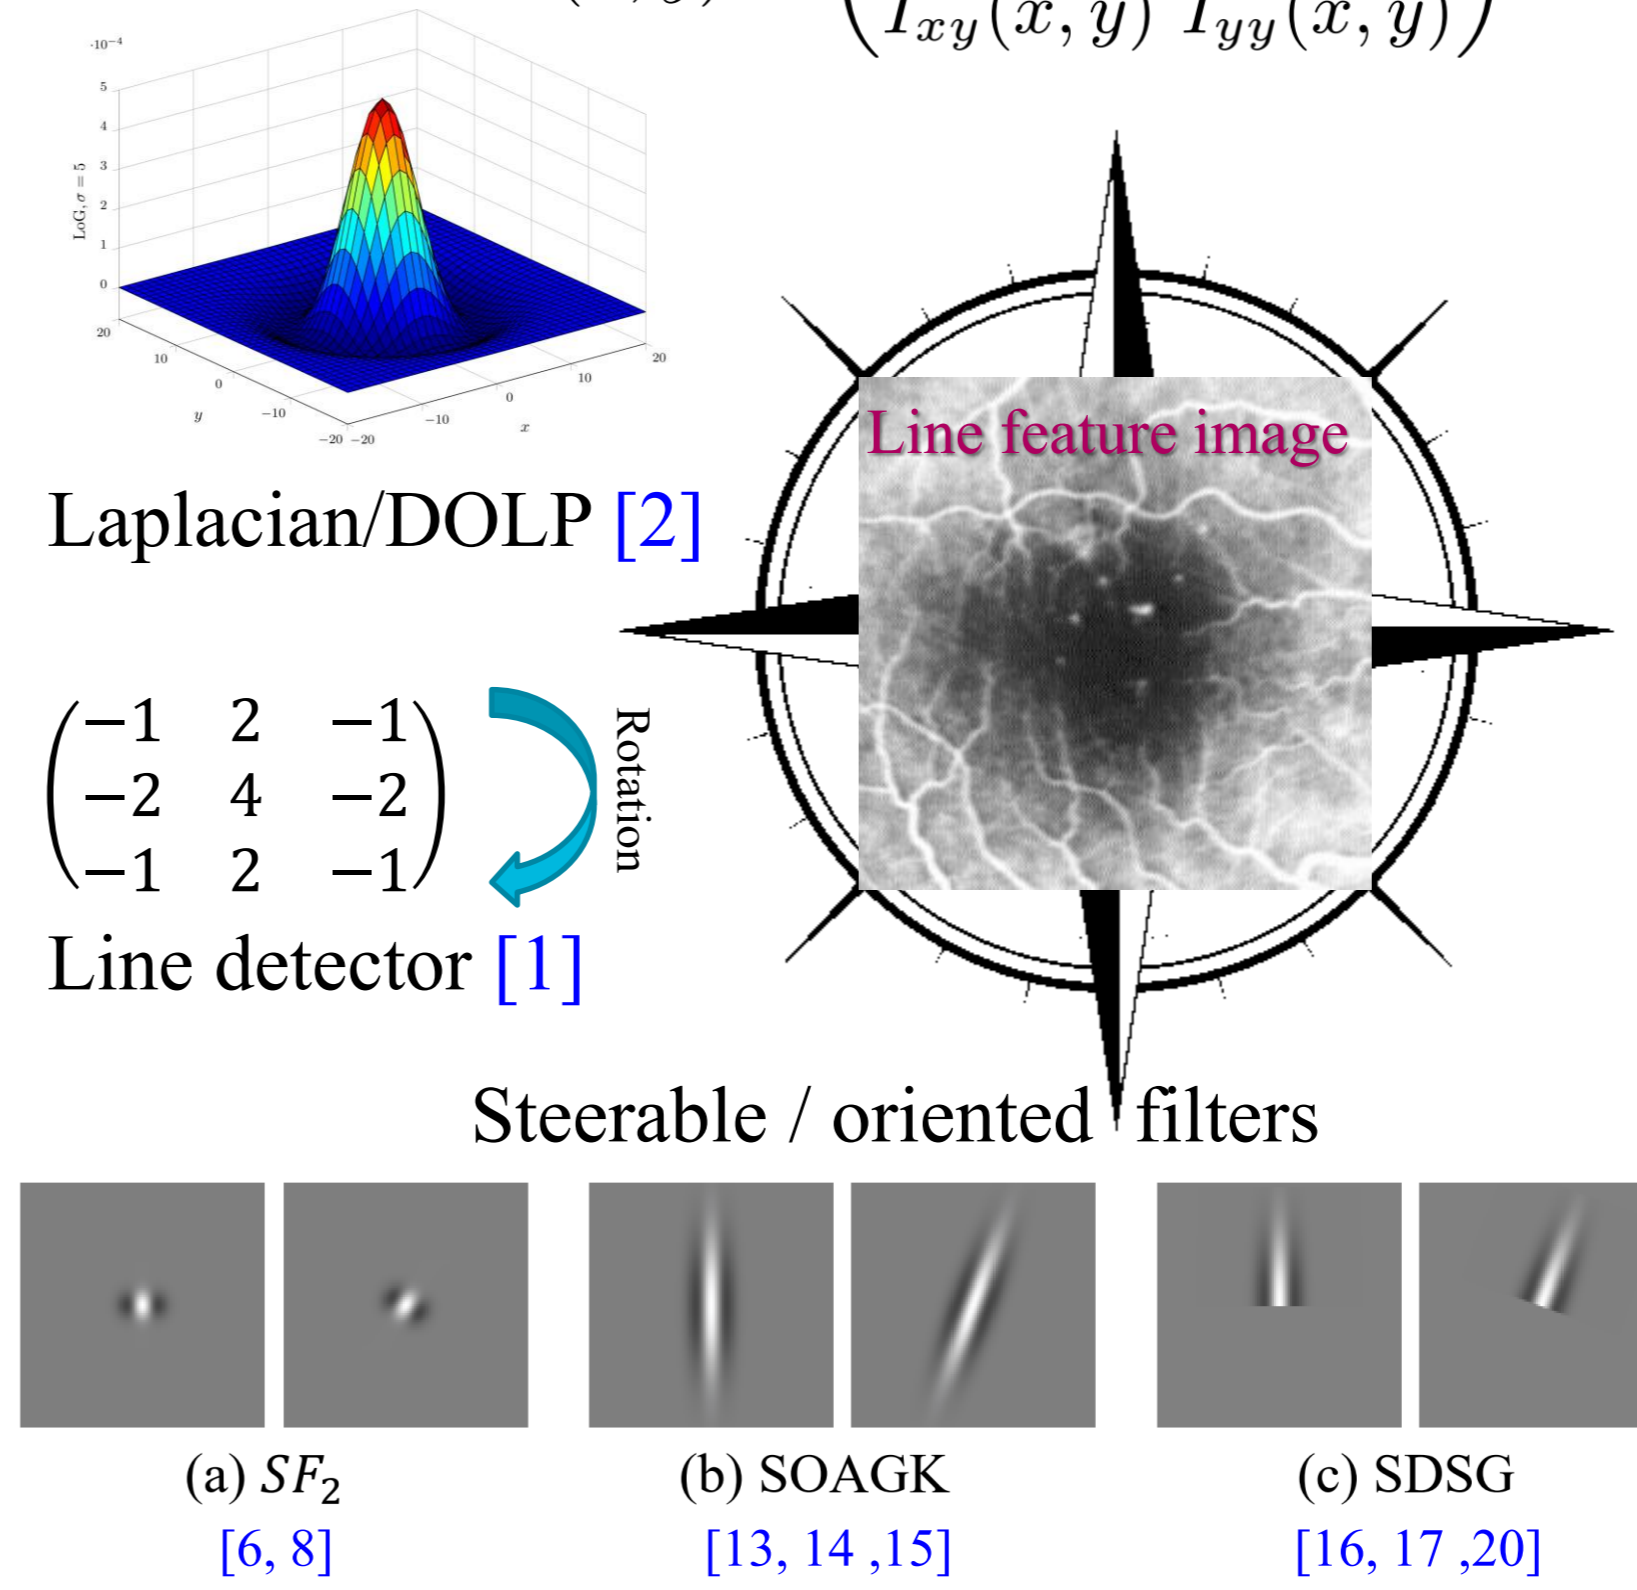 I_{xy}(x, y) I_{yy}(x, y)
·10⁻⁴
5
4
3
2
1
0
LoG, σ = 5
20
10
0
−10
−20
y
−20
−10
0
10
20
x
Line feature image
Laplacian/DOLP [2]
−1 2 −1
−2 4 −2
−1 2 −1
Rotation
Line detector [1]
Steerable / oriented filters
(a) SF₂
(b) SOAGK
(c) SDSG
[6, 8]
[13, 14 ,15]
[16, 17 ,20]